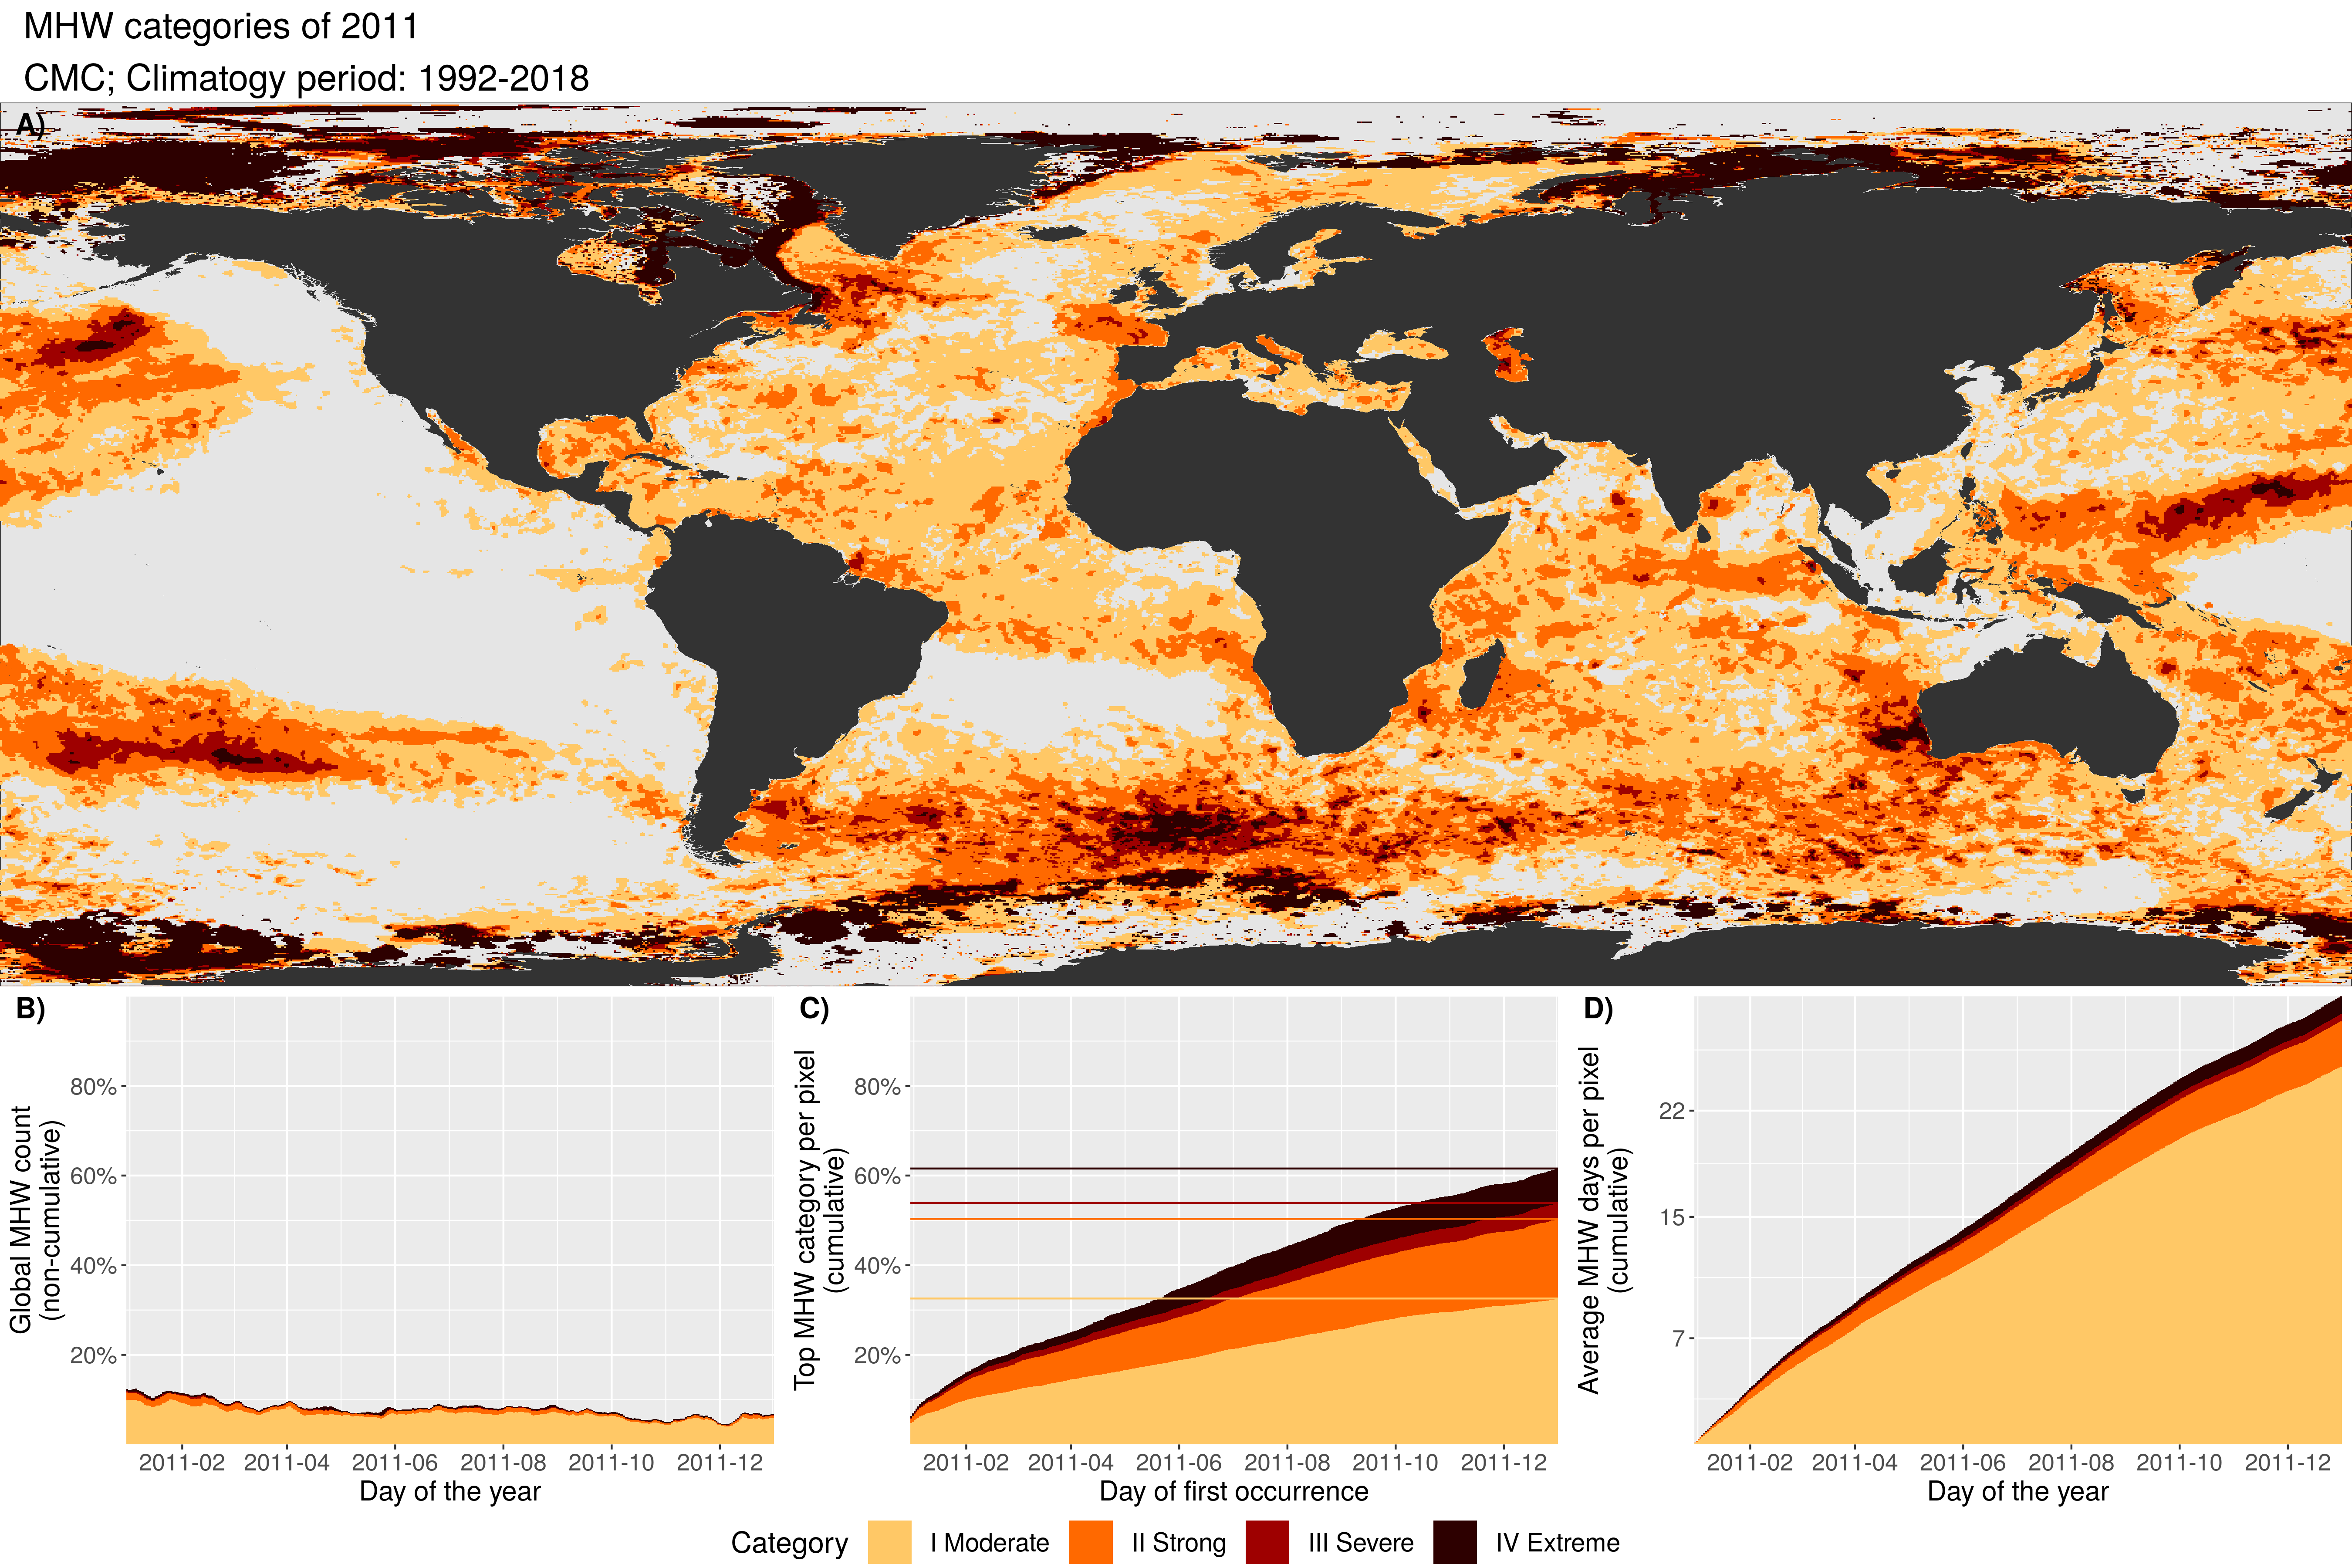 MHW categories of 2011
CMC; Climatogy period: 1992-2018
A)
B)
Global MHW count
(non-cumulative)
80%
60%
40%
20%
2011-02 2011-04 2011-06 2011-08 2011-10 2011-12
Day of the year
C)
Top MHW category per pixel
(cumulative)
80%
60%
40%
20%
2011-02 2011-04 2011-06 2011-08 2011-10 2011-12
Day of first occurrence
D)
Average MHW days per pixel
(cumulative)
22
15
7
2011-02 2011-04 2011-06 2011-08 2011-10 2011-12
Day of the year
Category I Moderate II Strong III Severe IV Extreme